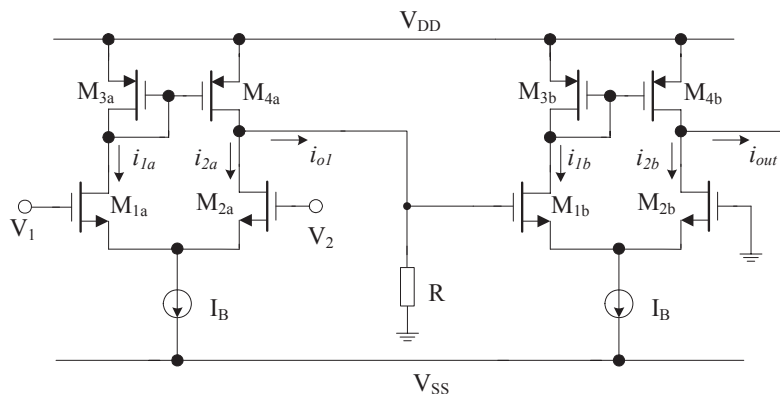 V_DD
M_3a
M_4a
M_3b
M_4b
i_1a
i_2a
i_o1
i_1b
i_2b
i_out
M_1a
M_2a
M_1b
M_2b
V_1
V_2
I_B
R
I_B
V_SS